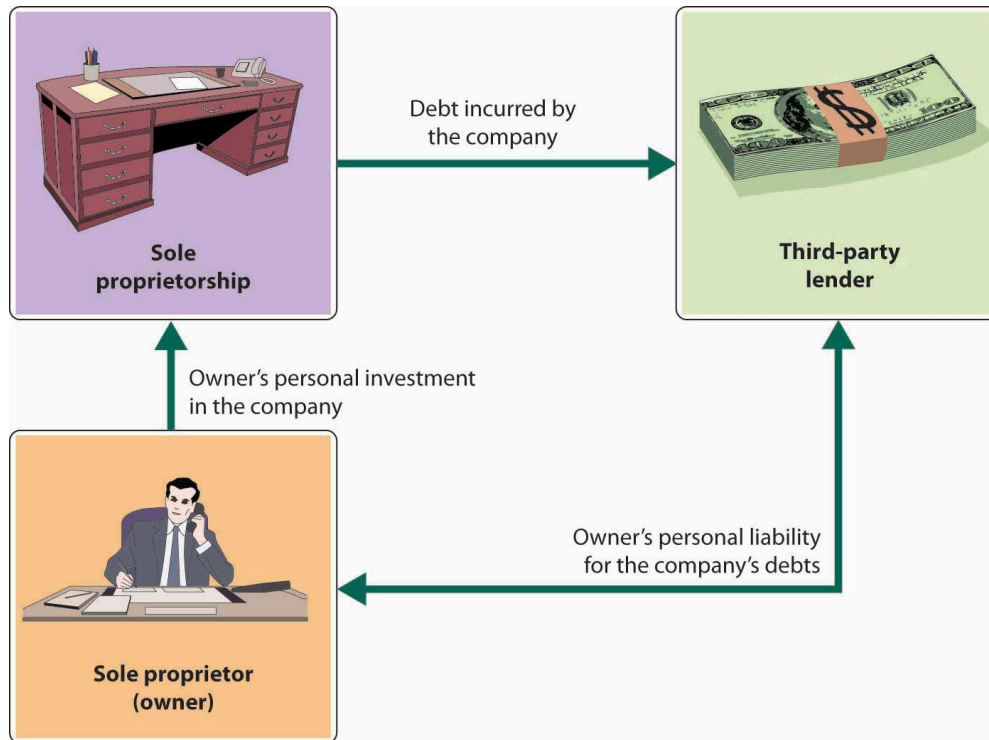 Debt incurred by
the company
Sole
proprietorship
$
100
Third-party
lender
Owner’s personal investment
in the company
Owner’s personal liability
for the company’s debts
Sole proprietor
(owner)